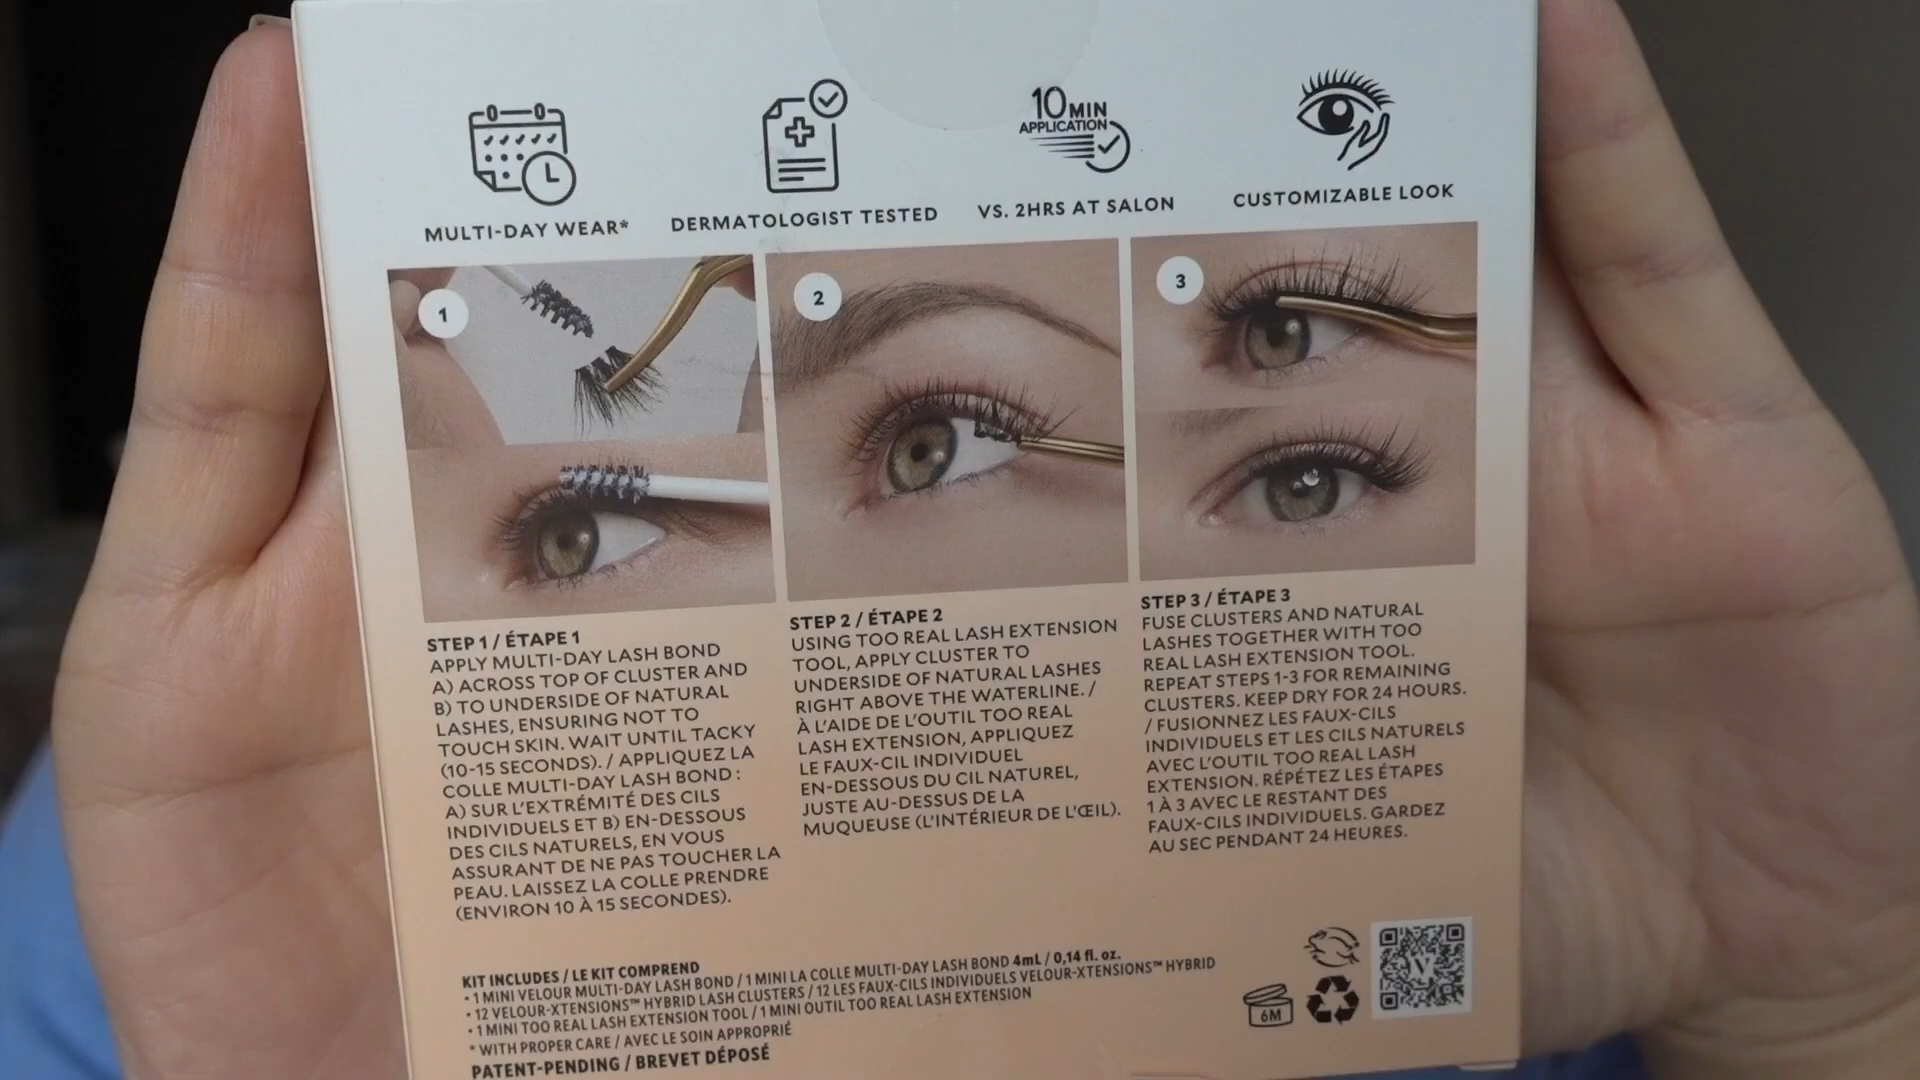 MULTI-DAY WEAR*
DERMATOLOGIST TESTED
10 MIN
APPLICATION
VS. 2HRS AT SALON
CUSTOMIZABLE LOOK
1
2
3
STEP 1 / ÉTAPE 1
APPLY MULTI-DAY LASH BOND
A) ACROSS TOP OF CLUSTER AND
B) TO UNDERSIDE OF NATURAL
LASHES, ENSURING NOT TO
TOUCH SKIN. WAIT UNTIL TACKY
(10-15 SECONDS). / APPLIQUEZ LA
COLLE MULTI-DAY LASH BOND :
A) SUR L'EXTRÉMITÉ DES CILS
INDIVIDUELS ET B) EN-DESSOUS
DES CILS NATURELS, EN VOUS
ASSURANT DE NE PAS TOUCHER LA
PEAU. LAISSEZ LA COLLE PRENDRE
(ENVIRON 10 À 15 SECONDES).
STEP 2 / ÉTAPE 2
USING TOO REAL LASH EXTENSION
TOOL, APPLY CLUSTER TO
UNDERSIDE OF NATURAL LASHES
RIGHT ABOVE THE WATERLINE. /
À L'AIDE DE L'OUTIL TOO REAL
LASH EXTENSION, APPLIQUEZ
LE FAUX-CIL INDIVIDUEL
EN-DESSOUS DU CIL NATUREL,
JUSTE AU-DESSUS DE LA
MUQUEUSE (L'INTÉRIEUR DE L'ŒIL).
STEP 3 / ÉTAPE 3
FUSE CLUSTERS AND NATURAL
LASHES TOGETHER WITH TOO
REAL LASH EXTENSION TOOL.
REPEAT STEPS 1-3 FOR REMAINING
CLUSTERS. KEEP DRY FOR 24 HOURS.
/ FUSIONNEZ LES FAUX-CILS
INDIVIDUELS ET LES CILS NATURELS
AVEC L'OUTIL TOO REAL LASH
EXTENSION. RÉPÉTEZ LES ÉTAPES
1 À 3 AVEC LE RESTANT DES
FAUX-CILS INDIVIDUELS. GARDEZ
AU SEC PENDANT 24 HEURES.
KIT INCLUDES / LE KIT COMPREND
• 1 MINI VELOUR MULTI-DAY LASH BOND / 1 MINI LA COLLE MULTI-DAY LASH BOND 4mL / 0,14 fl. oz.
• 12 VELOUR-XTENSIONS™ HYBRID LASH CLUSTERS / 12 LES FAUX-CILS INDIVIDUELS VELOUR-XTENSIONS™ HYBRID
• 1 MINI TOO REAL LASH EXTENSION TOOL / 1 MINI OUTIL TOO REAL LASH EXTENSION
* WITH PROPER CARE / AVEC LE SOIN APPROPRIÉ
PATENT-PENDING / BREVET DÉPOSÉ
6M
V